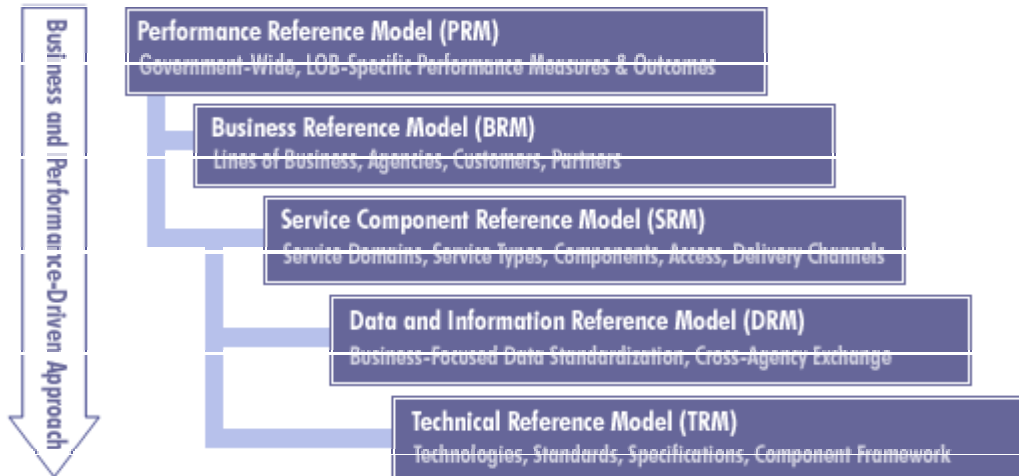 Business and Performance-Driven Approach
Performance Reference Model (PRM)
Government-Wide, LOB-Specific Performance Measures & Outcomes
Business Reference Model (BRM)
Lines of Business, Agencies, Customers, Partners
Service Component Reference Model (SRM)
Service Domains, Service Types, Components, Access, Delivery Channels
Data and Information Reference Model (DRM)
Business-Focused Data Standardization, Cross-Agency Exchange
Technical Reference Model (TRM)
Technologies, Standards, Specifications, Component Framework